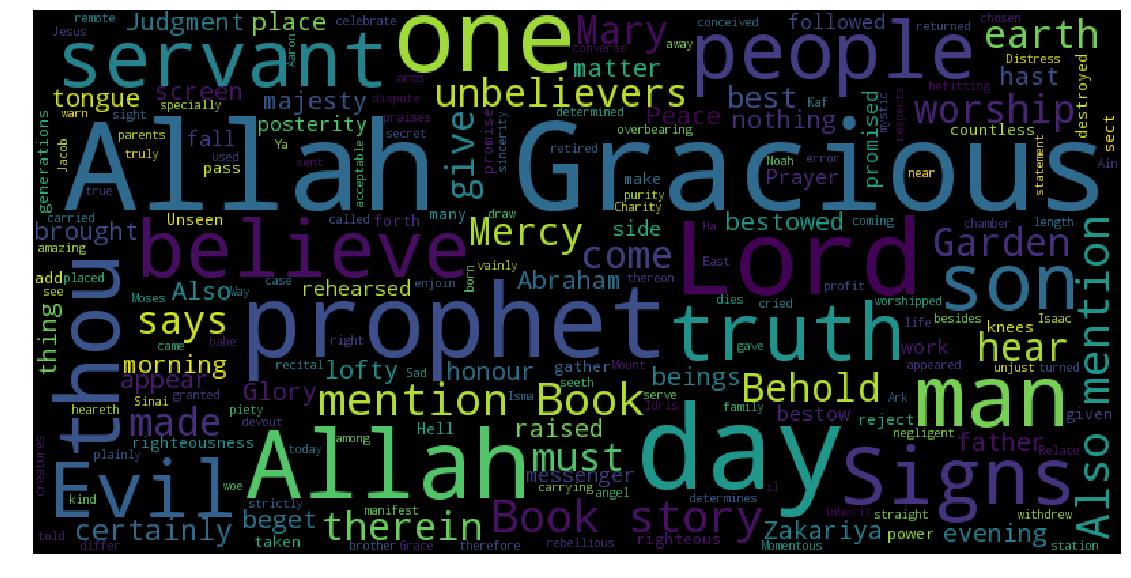 remote
Jesus
Judgment
place
celebrate
Aaron
one
Mary
conceived
followed
returned
chosen
earth
servant
converse
away
people
Distress
befitting
arms
matter
hast
tongue
screen
specially
majesty
dispute
unbelievers
determined
best
Kaf
mystic
respects
worship
destroyed
sect
warn
sight
posterity
praises
secret
promise
sincerity
Peace
overbearing
nothing
promised
countless
statement
generations
Jacob
parents
truly
fall
used
Ya
sent
pass
true
acceptable
Allah Gracious
give
retired
make
purity
Charity
Noah
error
Prayer
near
Ain
carried
Unseen
called
forth
many
draw
side
bestowed
coming
chamber
length
brought
amazing
believe
Mercy
come
Ha
East
Lord
Garden
add
placed
see
Moses
Way
case
rehearsed
enjoin
born
vainly
Abraham
thereon
profit
worshipped
son
Also
thing
thou
came
says
babe
prophet
dies
cried
gave
truth
life
besides
Isaac
knees
hear
Also mention
morning
recital
right
Sad
lofty
honour
gather
Mount
beings
work
appeared
unjust
turned
appear
heareth
Sinai
granted
Glory
piety
mention Book
Isma
seeth
serve
Idris
family
Behold
bestow
reject
Ark
given
man
creatures
made
devout
righteousness
Hell
raised
among
today
day
negligent
father
Relate
plainly
Evil
Allah
must
messenger
angel
carrying
Signs
kind
woe
strictly
manifest
determines
il
inherit
straight
withdrew
told
differ
certainly
beget
taken
therein
brother
Grace
therefore
rebellious
Book story
righteous
Zakariya
Momentous
power
evening
station